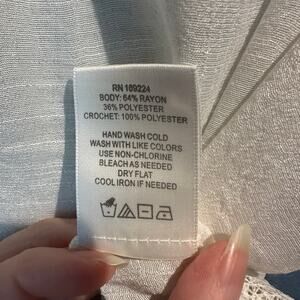 RN 169224
BODY: 64% RAYON
36% POLYESTER
CROCHET: 100% POLYESTER
HAND WASH COLD
WASH WITH LIKE COLORS
USE NON-CHLORINE
BLEACH AS NEEDED
DRY FLAT
COOL IRON IF NEEDED